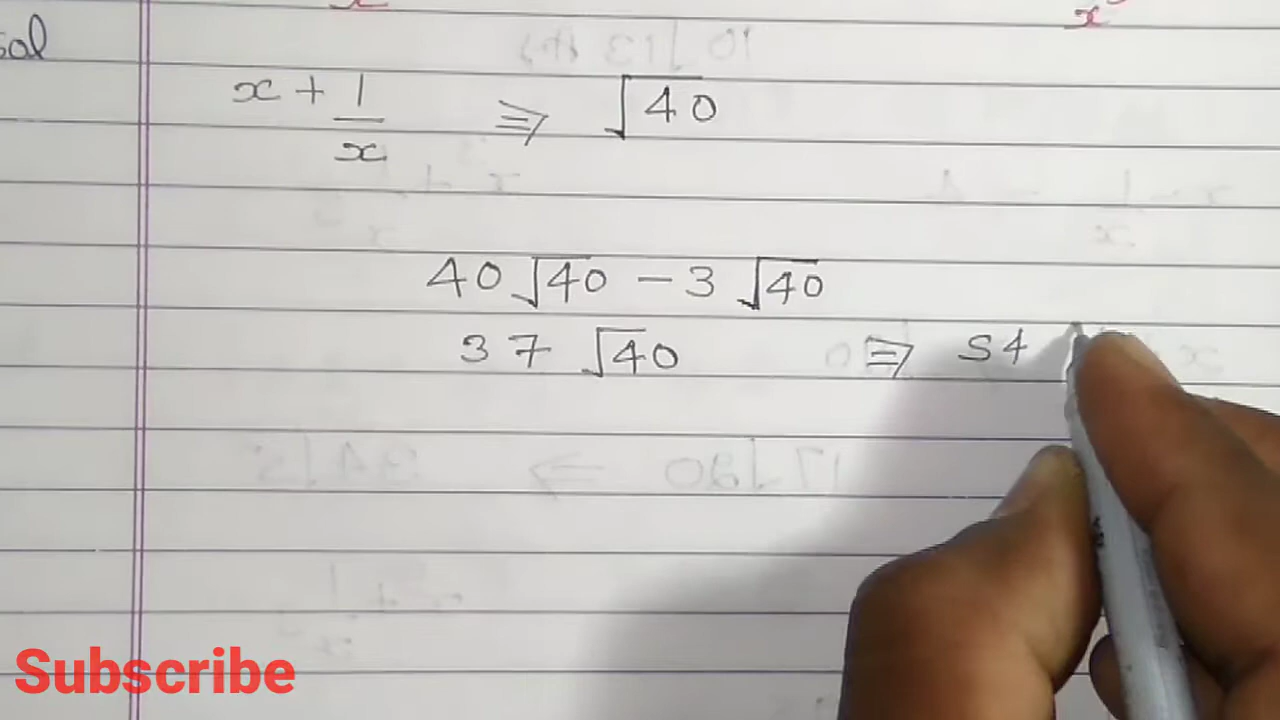 sol
x + 1/x ⇒ √40
40√40 − 3√40
37 √40 ⇒ 54
Subscribe